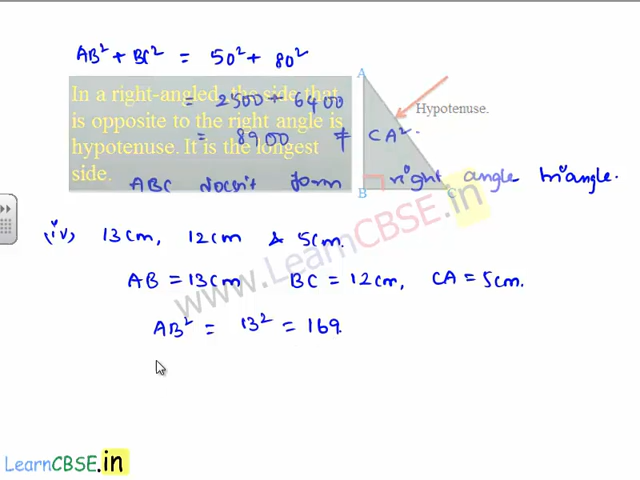 AB² + BC² = 50² + 80²
In a right-angled, the side that
is opposite to the right angle is
hypotenuse. It is the longest
side.
= 2500 + 6400
= 8900 ≠ CA².
ABC doesn't form right angle triangle.
A
Hypotenuse.
B
C
(iv) 13cm, 12cm & 5cm.
AB = 13cm BC = 12cm, CA = 5cm.
AB² = 13² = 169.
www.LearnCBSE.in
LearnCBSE.in